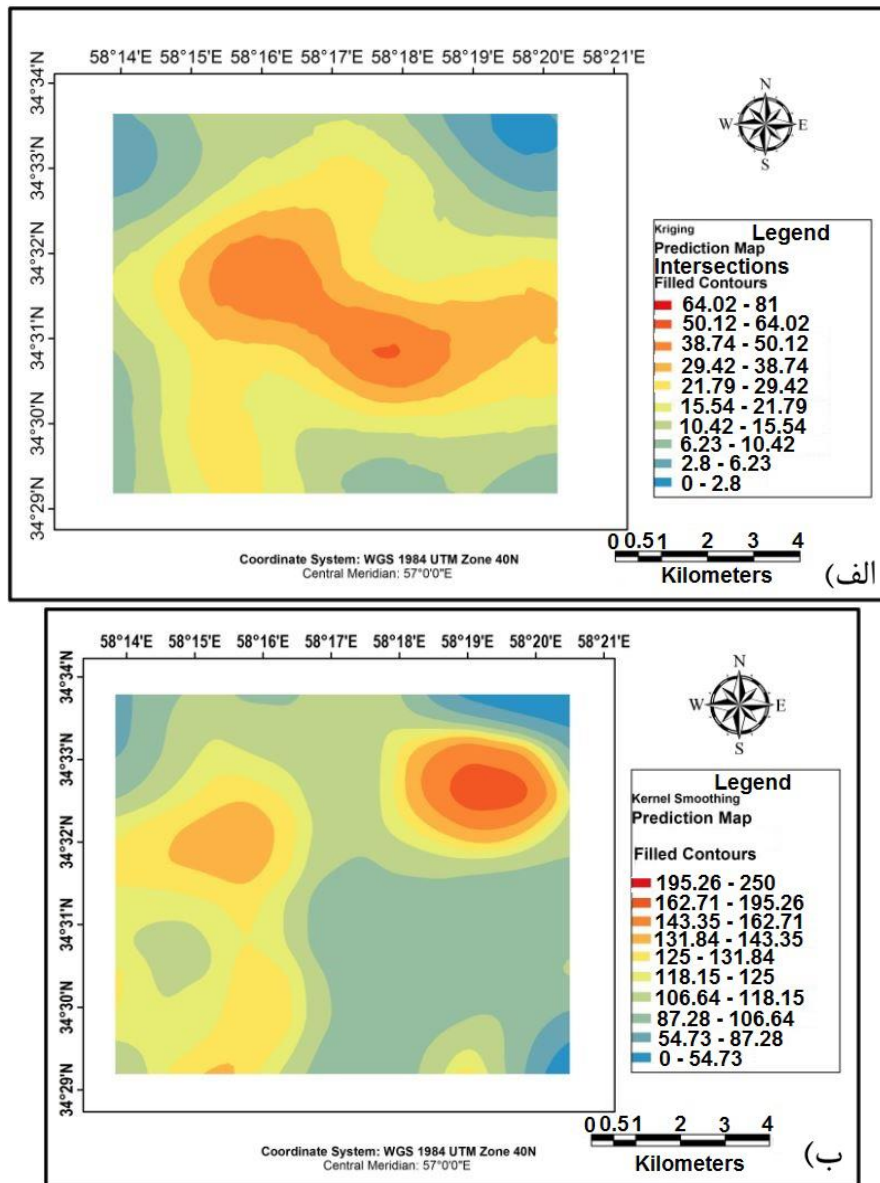 58°14'E 58°15'E 58°16'E 58°17'E 58°18'E 58°19'E 58°20'E 58°21'E
34°34'N
34°33'N
34°32'N
34°31'N
34°30'N
34°29'N
N
W E
S
Legend
Kriging
Prediction Map
Intersections
Filled Contours
64.02 - 81
50.12 - 64.02
38.74 - 50.12
29.42 - 38.74
21.79 - 29.42
15.54 - 21.79
10.42 - 15.54
6.23 - 10.42
2.8 - 6.23
0 - 2.8
0 0.5 1 2 3 4
Kilometers
Coordinate System: WGS 1984 UTM Zone 40N
Central Meridian: 57°0'0"E
الف)
58°14'E 58°15'E 58°16'E 58°17'E 58°18'E 58°19'E 58°20'E 58°21'E
34°34'N
34°33'N
34°32'N
34°31'N
34°30'N
34°29'N
N
W E
S
Legend
Kernel Smoothing
Prediction Map
Filled Contours
195.26 - 250
162.71 - 195.26
143.35 - 162.71
131.84 - 143.35
125 - 131.84
118.15 - 125
106.64 - 118.15
87.28 - 106.64
54.73 - 87.28
0 - 54.73
0 0.5 1 2 3 4
Kilometers
Coordinate System: WGS 1984 UTM Zone 40N
Central Meridian: 57°0'0"E
ب)